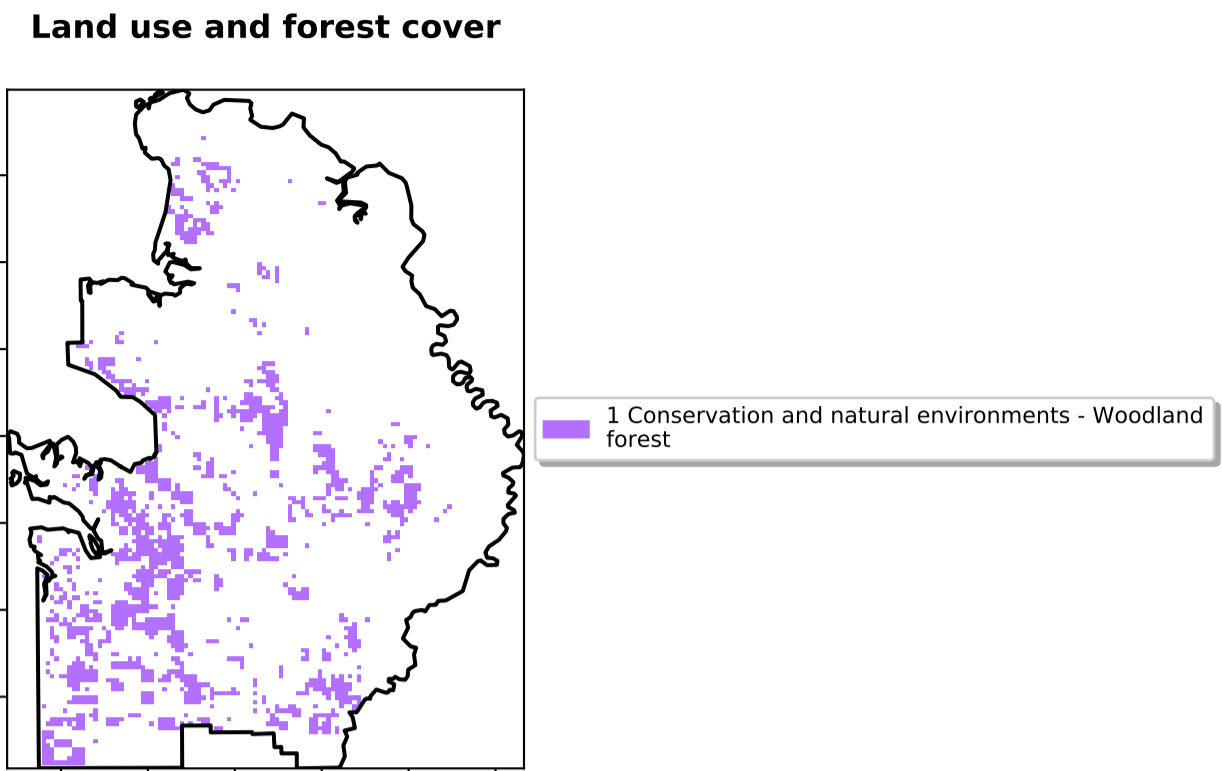 Land use and forest cover
1 Conservation and natural environments - Woodland
forest